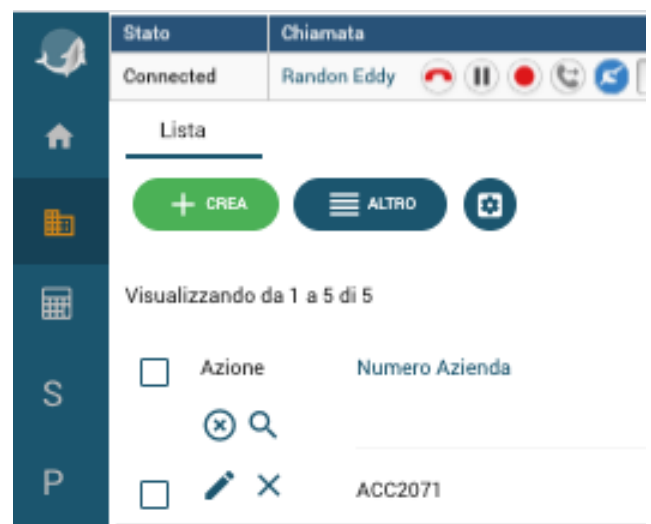 Stato Chiamata
Connected Randon Eddy
Lista
CREA ALTRO
Visualizzando da 1 a 5 di 5
Azione Numero Azienda
S
P ACC2071